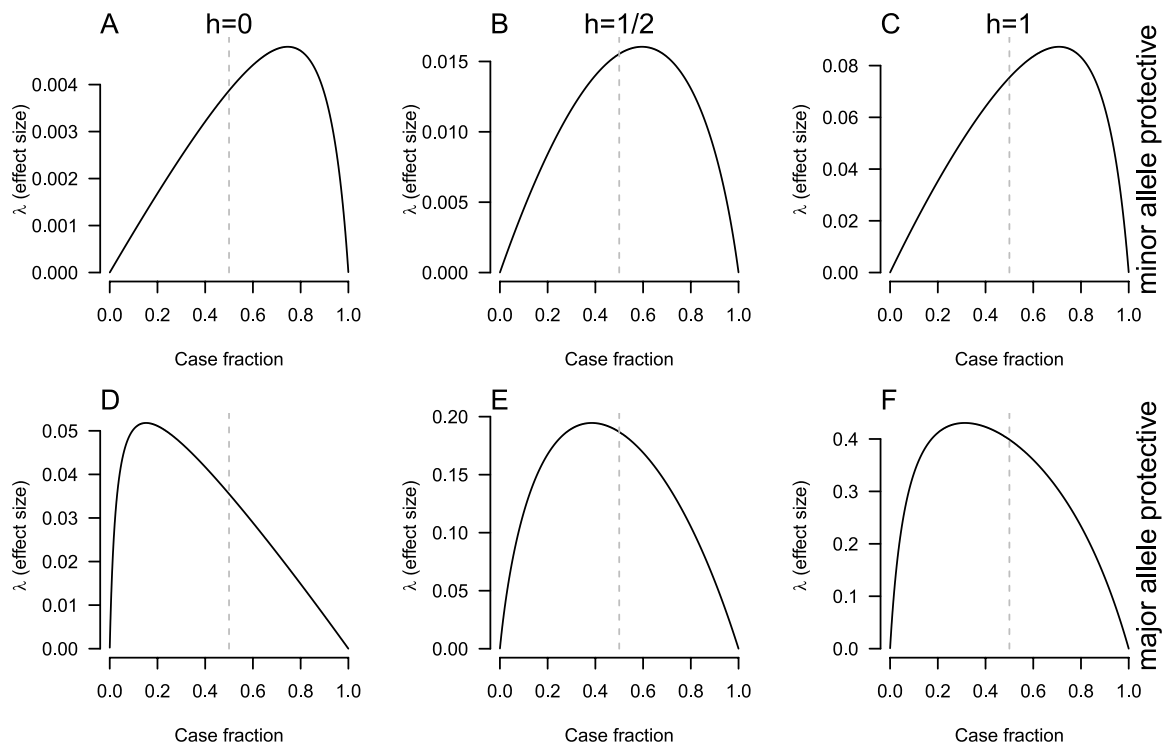 A h=0
B h=1/2
C h=1
λ (effect size)
0.004
0.003
0.002
0.001
0.000
0.0 0.2 0.4 0.6 0.8 1.0
Case fraction
λ (effect size)
0.015
0.010
0.005
0.000
0.0 0.2 0.4 0.6 0.8 1.0
Case fraction
λ (effect size)
0.08
0.06
0.04
0.02
0.00
0.0 0.2 0.4 0.6 0.8 1.0
Case fraction
minor allele protective
D
λ (effect size)
0.05
0.04
0.03
0.02
0.01
0.00
0.0 0.2 0.4 0.6 0.8 1.0
Case fraction
E
λ (effect size)
0.20
0.15
0.10
0.05
0.00
0.0 0.2 0.4 0.6 0.8 1.0
Case fraction
F
λ (effect size)
0.4
0.3
0.2
0.1
0.0
0.0 0.2 0.4 0.6 0.8 1.0
Case fraction
major allele protective